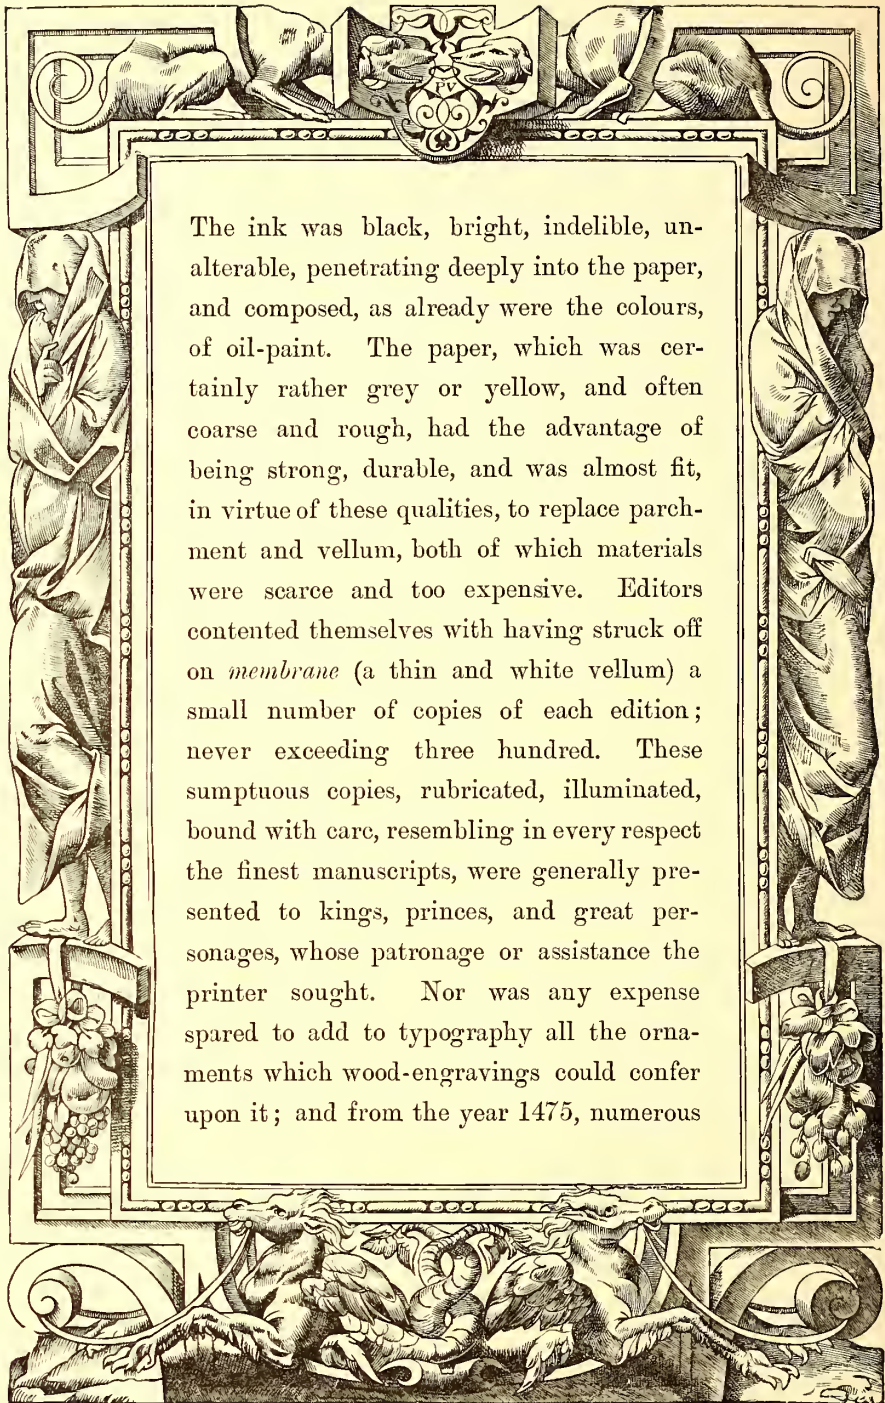 PV
The ink was black, bright, indelible, un-
alterable, penetrating deeply into the paper,
and composed, as already were the colours,
of oil-paint. The paper, which was cer-
tainly rather grey or yellow, and often
coarse and rough, had the advantage of
being strong, durable, and was almost fit,
in virtue of these qualities, to replace parch-
ment and vellum, both of which materials
were scarce and too expensive. Editors
contented themselves with having struck off
on membrane (a thin and white vellum) a
small number of copies of each edition;
never exceeding three hundred. These
sumptuous copies, rubricated, illuminated,
bound with care, resembling in every respect
the finest manuscripts, were generally pre-
sented to kings, princes, and great per-
sonages, whose patronage or assistance the
printer sought. Nor was any expense
spared to add to typography all the orna-
ments which wood-engravings could confer
upon it; and from the year 1475, numerous